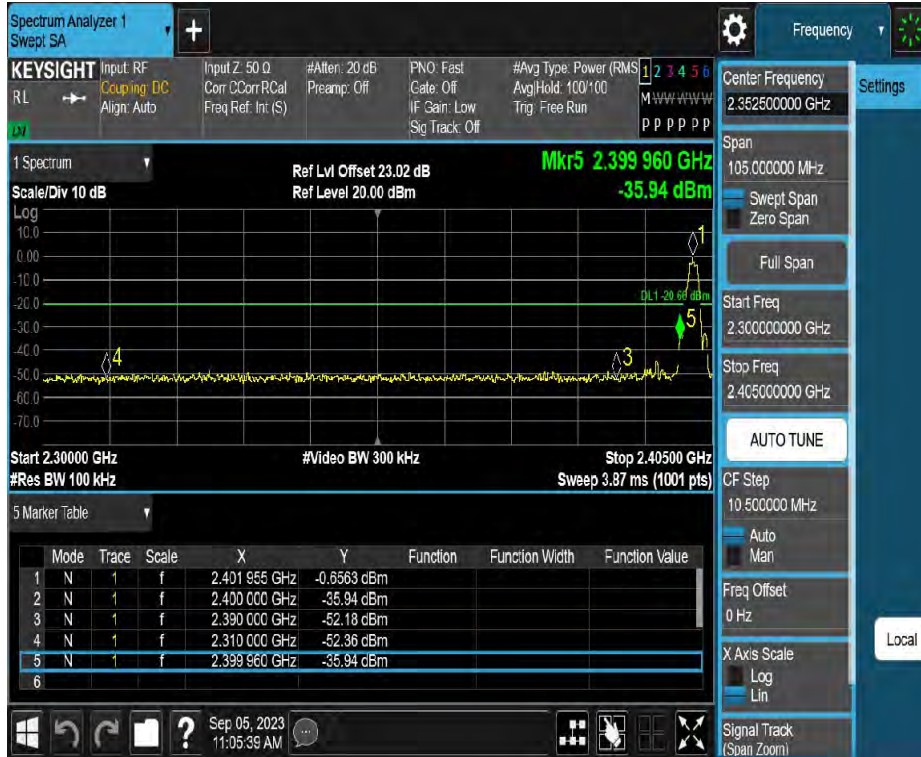 Spectrum Analyzer 1
Swept SA
+
Frequency
KEYSIGHT
RL
Input: RF
Coupling: DC
Align: Auto
Input Z: 50 Ω
Corr CCorr RCal
Freq Ref: Int (S)
#Atten: 20 dB
Preamp: Off
PNO: Fast
Gate: Off
IF Gain: Low
Sig Track: Off
#Avg Type: Power (RMS
Avg|Hold: 100/100
Trig: Free Run
1 2 3 4 5 6
M W W W W W
P P P P P P
Center Frequency
2.352500000 GHz
Settings
Span
105.000000 MHz
Swept Span
Zero Span
Full Span
Start Freq
2.300000000 GHz
Stop Freq
2.405000000 GHz
AUTO TUNE
CF Step
10.500000 MHz
Auto
Man
Freq Offset
0 Hz
X Axis Scale
Log
Lin
Local
Signal Track
(Span Zoom)
1 Spectrum
Scale/Div 10 dB
Ref Lvl Offset 23.02 dB
Ref Level 20.00 dBm
Mkr5 2.399 960 GHz
-35.94 dBm
Log
10.0
0.00
-10.0
-20.0
-30.0
-40.0
-50.0
-60.0
-70.0
1
DL1 -20.66 dBm
5
4
3
Start 2.30000 GHz
#Res BW 100 kHz
#Video BW 300 kHz
Stop 2.40500 GHz
Sweep 3.87 ms (1001 pts)
5 Marker Table
Mode Trace Scale X Y Function Function Width Function Value
1 N 1 f 2.401 955 GHz -0.6563 dBm
2 N 1 f 2.400 000 GHz -35.94 dBm
3 N 1 f 2.390 000 GHz -52.18 dBm
4 N 1 f 2.310 000 GHz -52.36 dBm
5 N 1 f 2.399 960 GHz -35.94 dBm
6
?
Sep 05, 2023
11:05:39 AM